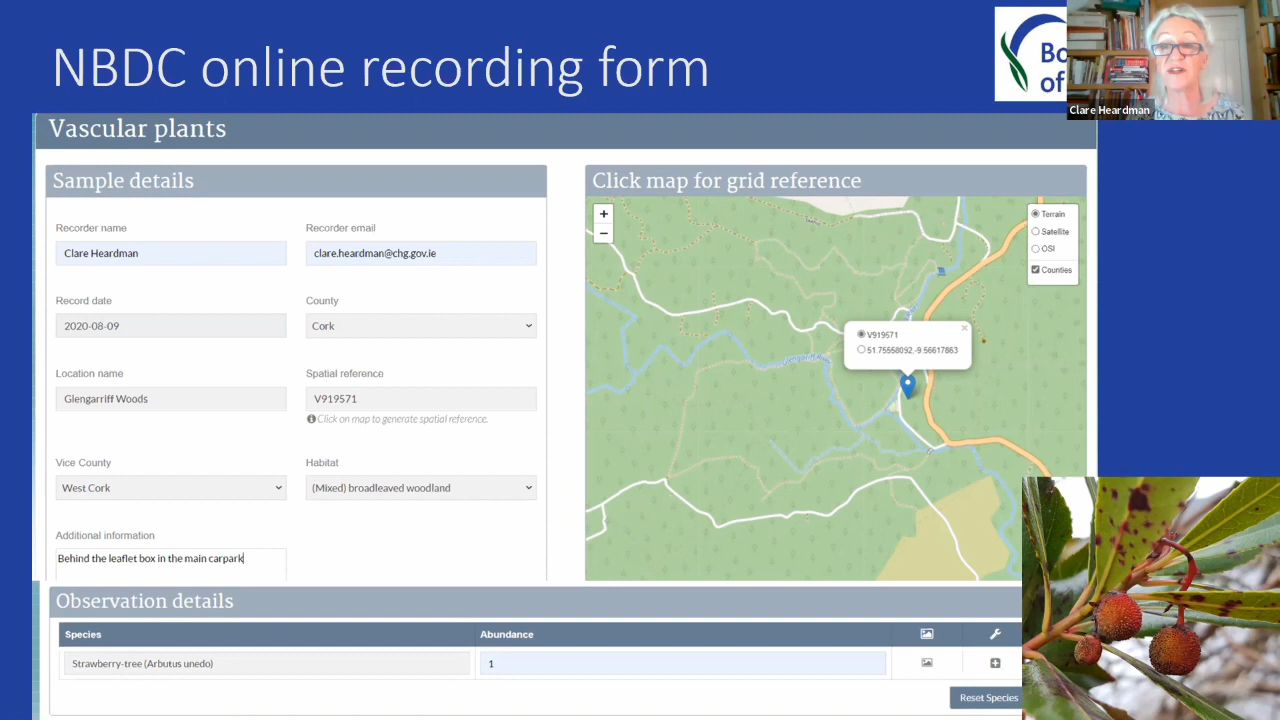 NBDC online recording form
Bo
of
Clare Heardman
Vascular plants
Sample details
Recorder name
Recorder email
Clare Heardman
clare.heardman@chg.gov.ie
Record date
County
2020-08-09
Cork
Location name
Spatial reference
Glengarriff Woods
V919571
Click on map to generate spatial reference.
Vice County
Habitat
West Cork
(Mixed) broadleaved woodland
Additional information
Behind the leaflet box in the main carpark
Click map for grid reference
+
−
Terrain
Satellite
OSI
Counties
V919571
51.75558092,-9.56617863
Glengarriff River
Observation details
Species
Abundance
Strawberry-tree (Arbutus unedo)
1
Reset Species